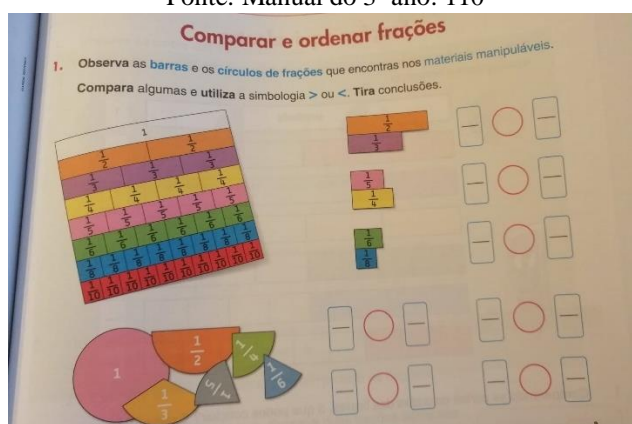 Fonte: Manual do 3º ano: 110
Comparar e ordenar frações
1. Observa as barras e os círculos de frações que encontras nos materiais manipuláveis.
Compara algumas e utiliza a simbologia > ou <. Tira conclusões.
1
1/2 1/2
1/3 1/3 1/3
1/4 1/4 1/4 1/4
1/5 1/5 1/5 1/5 1/5
1/6 1/6 1/6 1/6 1/6 1/6
1/8 1/8 1/8 1/8 1/8 1/8 1/8 1/8
1/10 1/10 1/10 1/10 1/10 1/10 1/10 1/10 1/10 1/10
1/2
1/3
1/5
1/4
1/6
1/8
1
1/2
1/4
1/3
1/5
1/6